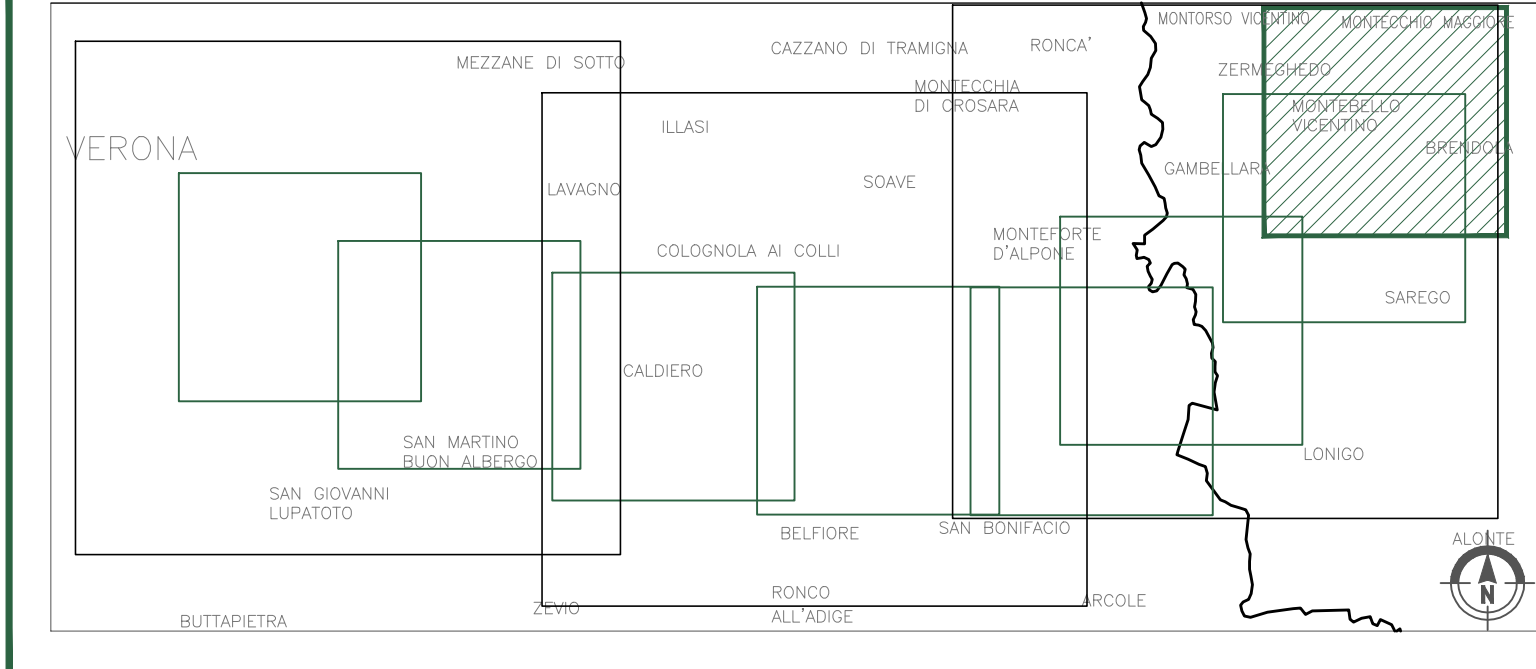 MONTORSO VICENTINO
MONTECCHIO MAGGIORE
CAZZANO DI TRAMIGNA
RONCA'
MEZZANE DI SOTTO
ZERMEGHEDO
MONTECCHIA
DI CROSARA
MONTEBELLO
VICENTINO
ILLASI
VERONA
BRENDOLA
GAMBELLARA
SOAVE
LAVAGNO
MONTEFORTE
D'ALPONE
COLOGNOLA AI COLLI
SAREGO
CALDIERO
SAN MARTINO
BUON ALBERGO
LONIGO
SAN GIOVANNI
LUPATOTO
BELFIORE
SAN BONIFACIO
ALONTE
N
RONCO
ALL'ADIGE
ZEVIO
ARCOLE
BUTTAPIETRA